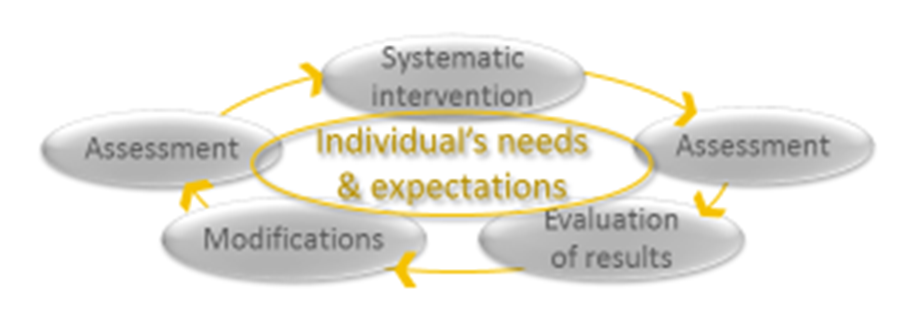 Systematic
intervention
Assessment
Individual's needs
& expectations
Assessment
Modifications
Evaluation
of results